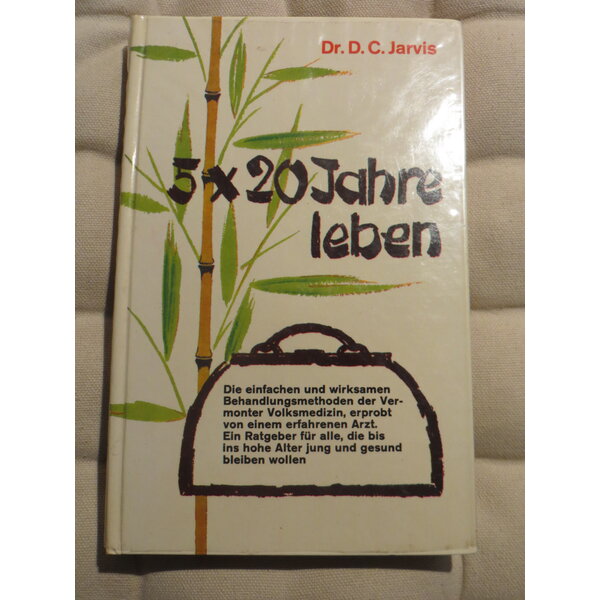 Dr. D. C. Jarvis
5 x 20 Jahre
leben
Die einfachen und wirksamen
Behandlungsmethoden der Ver-
monter Volksmedizin, erprobt
von einem erfahrenen Arzt.
Ein Ratgeber für alle, die bis
ins hohe Alter jung und gesund
bleiben wollen